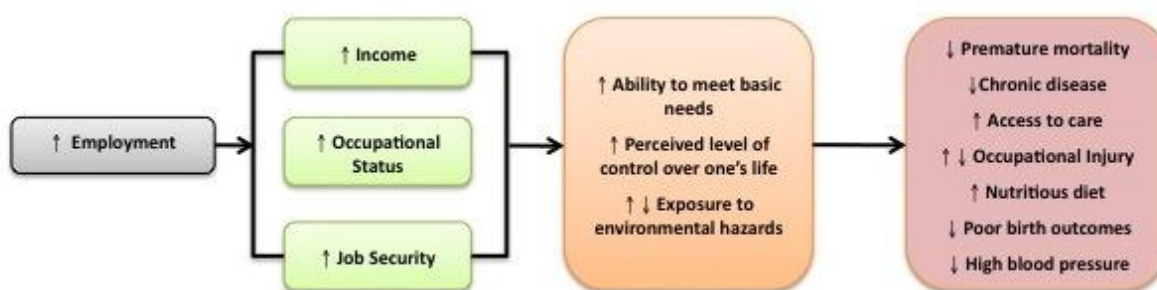 ↑ Employment
↑ Income
↑ Occupational
Status
↑ Job Security
↑ Ability to meet basic
needs
↑ Perceived level of
control over one's life
↑ ↓ Exposure to
environmental hazards
↓ Premature mortality
↓Chronic disease
↑ Access to care
↑ ↓ Occupational Injury
↑ Nutritious diet
↓ Poor birth outcomes
↓ High blood pressure